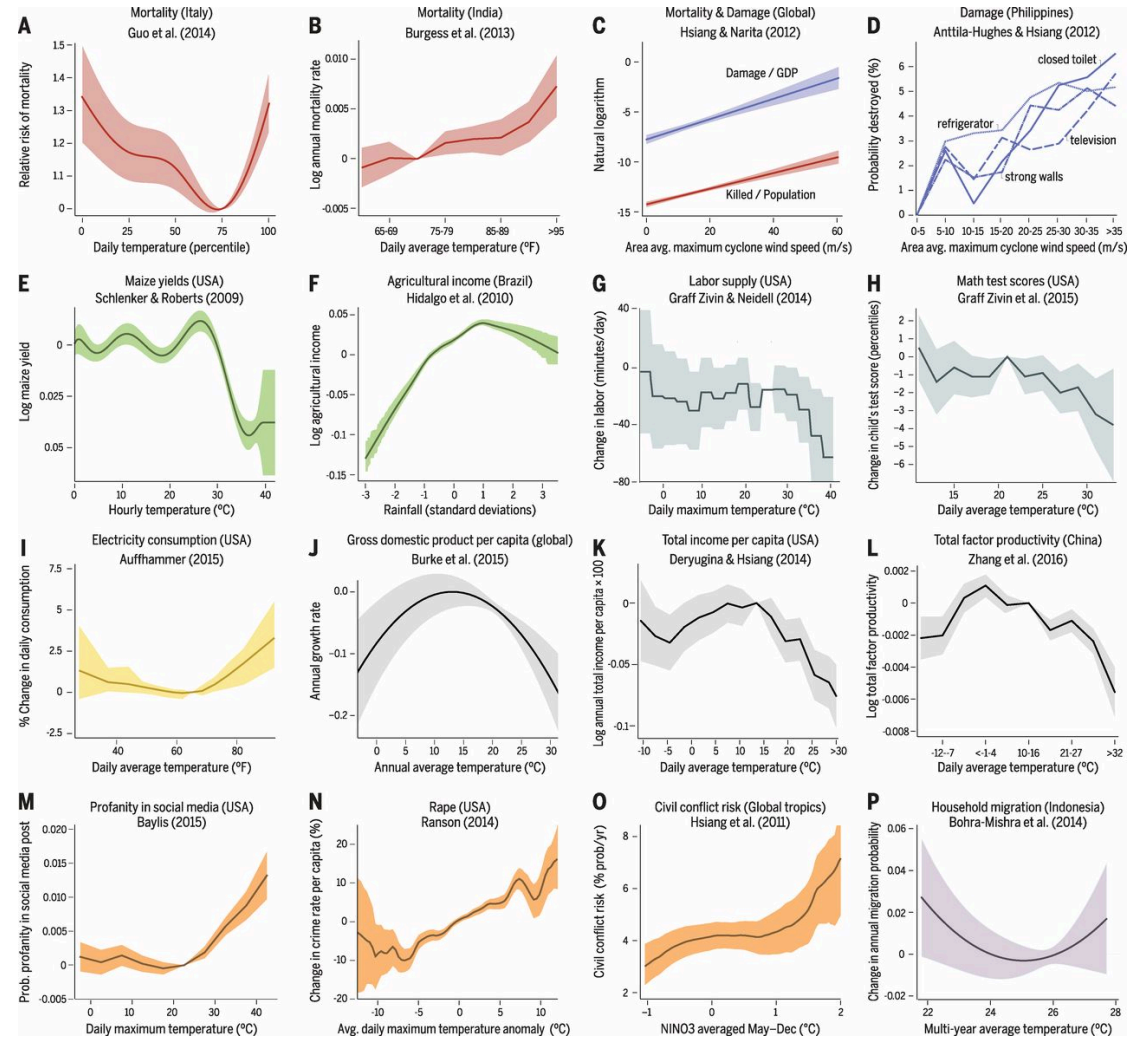 A
Mortality (Italy)
Guo et al. (2014)
Relative risk of mortality
1.5
1.4
1.3
1.2
1.1
0
0 25 50 75 100
Daily temperature (percentile)
B
Mortality (India)
Burgess et al. (2013)
Log annual mortality rate
0.010
0.005
0
-0.005
65-69 75-79 85-89 >95
Daily average temperature (ºF)
C
Mortality & Damage (Global)
Hsiang & Narita (2012)
Natural logarithm
0
-5
-10
-15
Damage / GDP
Killed / Population
0 20 40 60
Area avg. maximum cyclone wind speed (m/s)
D
Damage (Philippines)
Anttila-Hughes & Hsiang (2012)
Probability destroyed (%)
6
5
4
3
2
1
0
closed toilet
refrigerator
television
strong walls
0-5 5-10 10-15 15-20 20-25 25-30 30-35 >35
Area avg. maximum cyclone wind speed (m/s)
E
Maize yields (USA)
Schlenker & Roberts (2009)
Log maize yield
0
0.025
0.05
0 10 20 30 40
Hourly temperature (ºC)
F
Agricultural income (Brazil)
Hidalgo et al. (2010)
Log agricultural income
0.05
0
-0.05
-0.1
-0.15
-3 -2 -1 0 1 2 3
Rainfall (standard deviations)
G
Labor supply (USA)
Graff Zivin & Neidell (2014)
Change in labor (minutes/day)
40
0
-40
-80
0 10 20 30 40
Daily maximum temperature (ºC)
H
Math test scores (USA)
Graff Zivin et al. (2015)
Change in child's test score (percentiles)
2
1
0
-1
-2
-3
-4
-5
-6
15 20 25 30
Daily average temperature (ºC)
I
Electricity consumption (USA)
Auffhammer (2015)
% Change in daily consumption
7.5
5
2.5
0
-2.5
40 60 80
Daily average temperature (ºF)
J
Gross domestic product per capita (global)
Burke et al. (2015)
Annual growth rate
0.0
-0.1
-0.2
0 5 10 15 20 25 30
Annual average temperature (ºC)
K
Total income per capita (USA)
Deryugina & Hsiang (2014)
Log annual total income per capita × 100
0
-0.05
-0.1
-10 -5 0 5 10 15 20 25 >30
Daily average temperature (ºC)
L
Total factor productivity (China)
Zhang et al. (2016)
Log total factor productivity
0.002
0
-0.002
-0.004
-0.006
-0.008
-12--7 <-1-4 10-16 21-27 >32
Daily average temperature (ºC)
M
Profanity in social media (USA)
Baylis (2015)
Prob. profanity in social media post
0.020
0.015
0.010
0.005
0
-0.005
0 10 20 30 40
Daily maximum temperature (ºC)
N
Rape (USA)
Ranson (2014)
Change in crime rate per capita (%)
20
10
0
-10
-20
-10 -5 0 5 10
Avg. daily maximum temperature anomaly (ºC)
O
Civil conflict risk (Global tropics)
Hsiang et al. (2011)
Civil conflict risk (% prob/yr)
8
6
4
2
−1 0 1 2
NINO3 averaged May–Dec (ºC)
P
Household migration (Indonesia)
Bohra-Mishra et al. (2014)
Change in annual migration probability
0.06
0.04
0.02
0
-0.02
22 24 26 28
Multi-year average temperature (ºC)